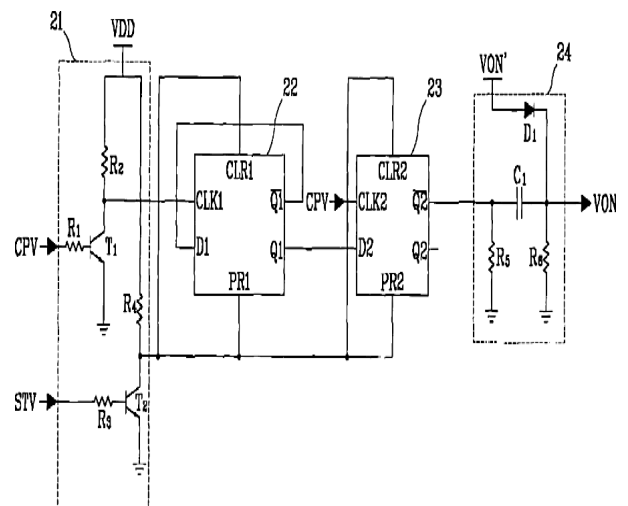 21
VDD
VON'
24
22
23
D1
R2
CLR1
CLR2
C1
CLK1
Q1
CPV
CLK2
Q2
VON
CPV
R1
T1
D1
Q1
D2
Q2
R5
R6
PR1
PR2
R4
STV
R3
T2